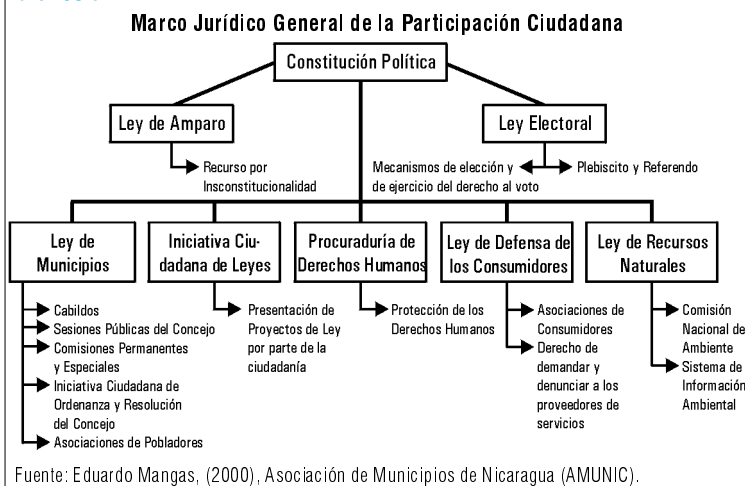 Marco Jurídico General de la Participación Ciudadana
Constitución Política
Ley de Amparo
Ley Electoral
Recurso por
Insconstitucionalidad
Mecanismos de elección y
de ejercicio del derecho al voto
Plebiscito y Referendo
Ley de
Municipios
Iniciativa Ciu-
dadana de Leyes
Procuraduría de
Derechos Humanos
Ley de Defensa de
los Consumidores
Ley de Recursos
Naturales
Cabildos
Sesiones Públicas del Concejo
Comisiones Permanentes
y Especiales
Iniciativa Ciudadana de
Ordenanza y Resolución
del Concejo
Asociaciones de Pobladores
Presentación de
Proyectos de Ley
por parte de la
ciudadanía
Protección de los
Derechos Humanos
Asociaciones de
Consumidores
Derecho de
demandar y
denunciar a los
proveedores de
servicios
Comisión
Nacional de
Ambiente
Sistema de
Información
Ambiental
Fuente: Eduardo Mangas, (2000), Asociación de Municipios de Nicaragua (AMUNIC).